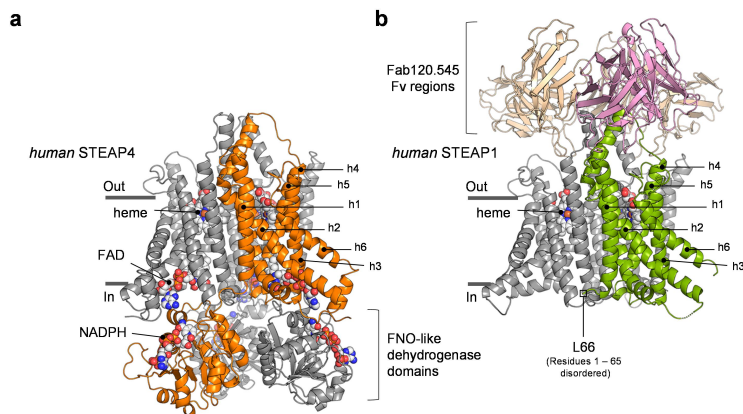 a
human STEAP4
Out
heme
FAD
In
NADPH
h4
h5
h1
h2
h6
h3
FNO-like
dehydrogenase
domains
b
Fab120.545
Fv regions
human STEAP1
Out
heme
In
h4
h5
h1
h2
h6
h3
L66
(Residues 1 – 65
disordered)